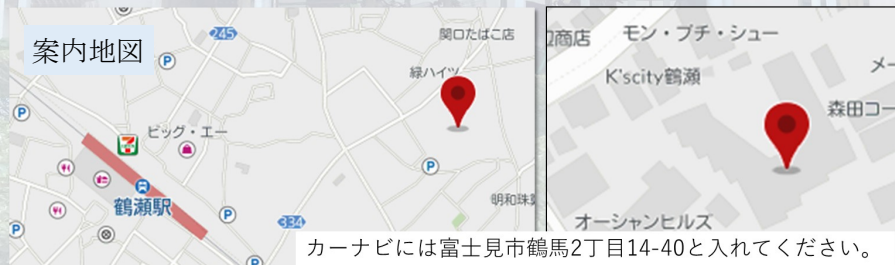 案内地図
245
関口たばこ店
緑ハイツ
ビッグ・エー
鶴瀬駅
334
明和珠算
商店
モン・プチ・シュー
K'scity鶴瀬
メー
森田コー
オーシャンヒルズ
カーナビには富士見市鶴馬2丁目14-40と入れてください。